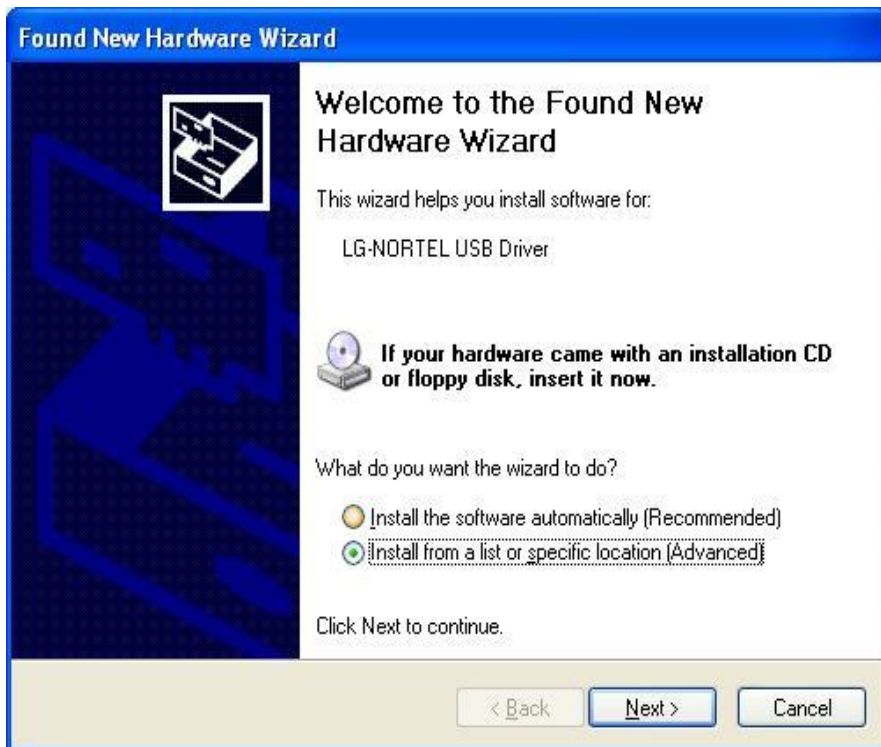 Found New Hardware Wizard
Welcome to the Found New
Hardware Wizard
This wizard helps you install software for:
LG-NORTEL USB Driver
If your hardware came with an installation CD
or floppy disk, insert it now.
What do you want the wizard to do?
Install the software automatically (Recommended)
Install from a list or specific location (Advanced)
Click Next to continue.
< Back Next > Cancel